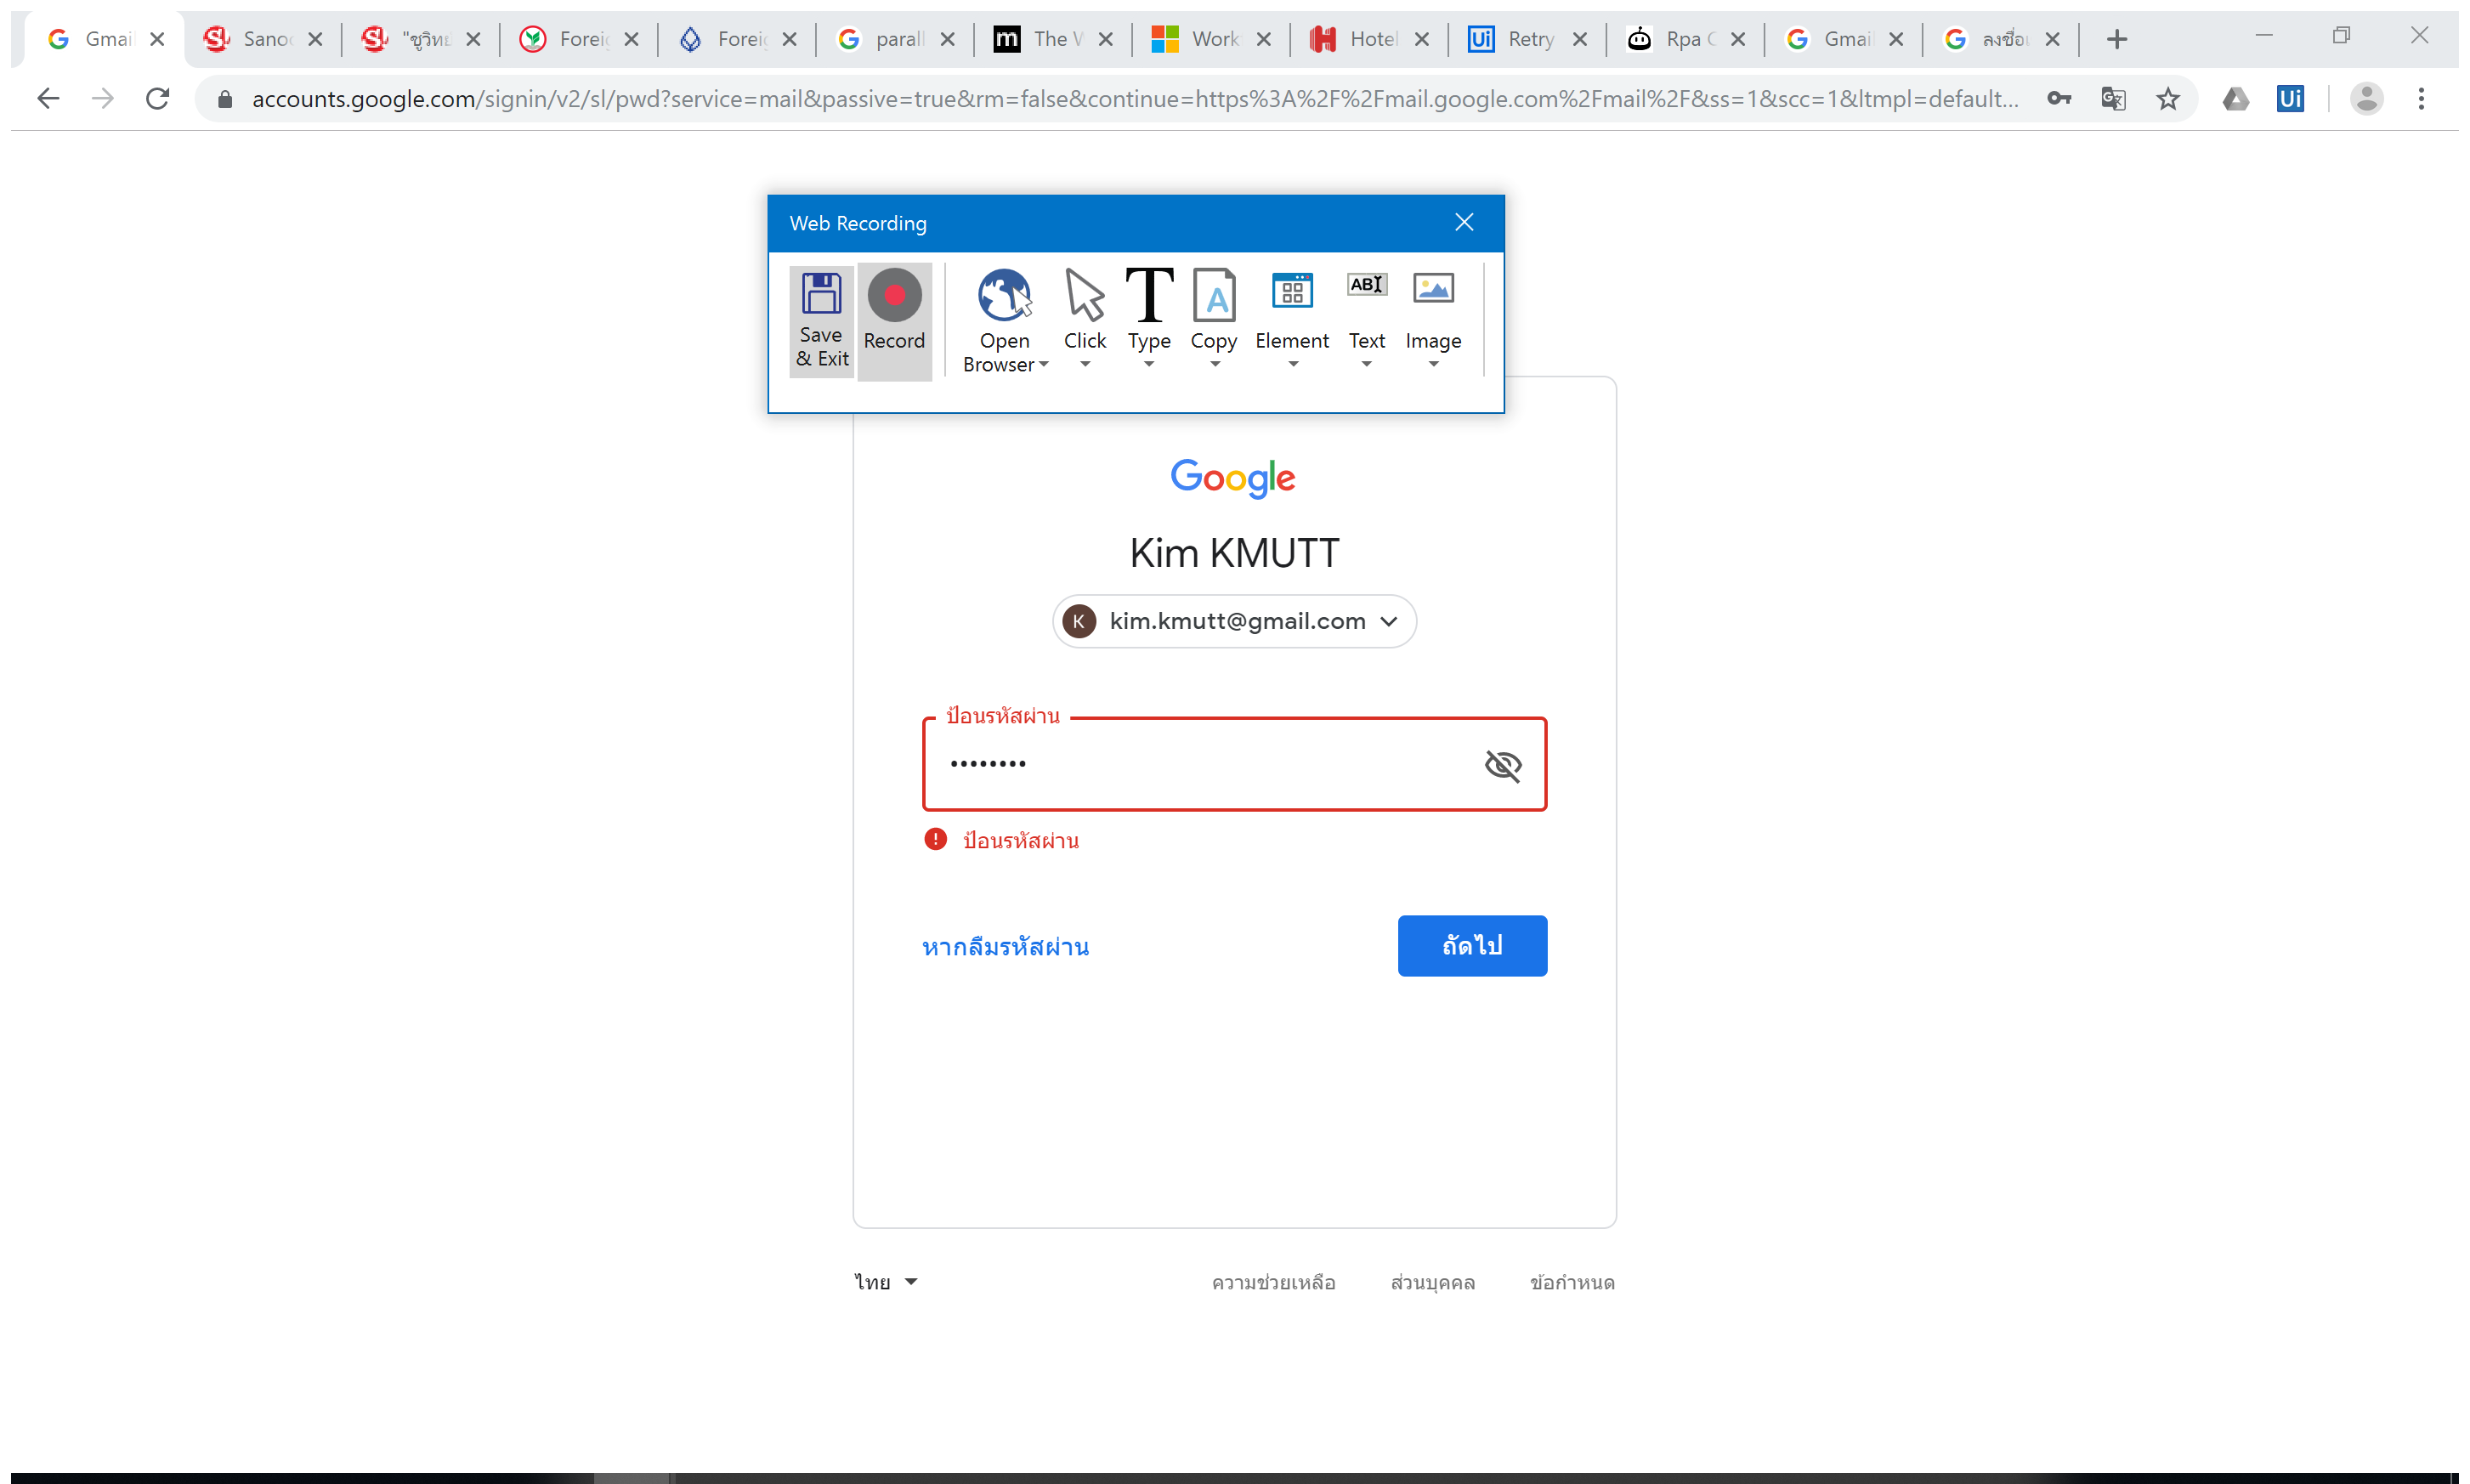 Gmai
Sanoo
"ชูวิทย์
Foreig
Foreig
parall
The W
Work
Hotel
Retry
Rpa C
Gmai
ลงชื่อเ
accounts.google.com/signin/v2/sl/pwd?service=mail&passive=true&rm=false&continue=https%3A%2F%2Fmail.google.com%2Fmail%2F&ss=1&scc=1&ltmpl=default...
Ui
Web Recording
Save & Exit
Record
Open Browser
Click
Type
Copy
Element
Text
Image
Google
Kim KMUTT
K kim.kmutt@gmail.com
ป้อนรหัสผ่าน
••••••••
ป้อนรหัสผ่าน
หากลืมรหัสผ่าน
ถัดไป
ไทย
ความช่วยเหลือ
ส่วนบุคคล
ข้อกำหนด